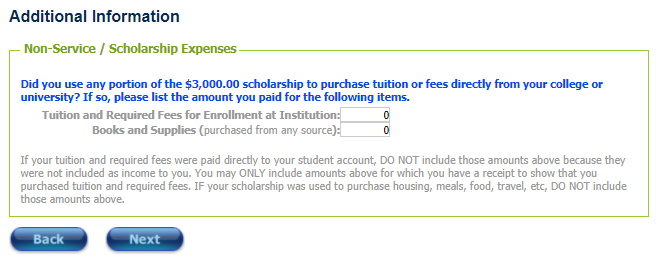 Additional Information
Non-Service / Scholarship Expenses
Did you use any portion of the $3,000.00 scholarship to purchase tuition or fees directly from your college or
university? If so, please list the amount you paid for the following items.
Tuition and Required Fees for Enrollment at Institution: 0
Books and Supplies (purchased from any source): 0
If your tuition and required fees were paid directly to your student account, DO NOT include those amounts above because they
were not included as income to you. You may ONLY include amounts above for which you have a receipt to show that you
purchased tuition and required fees. IF your scholarship was used to purchase housing, meals, food, travel, etc, DO NOT include
those amounts above.
Back Next